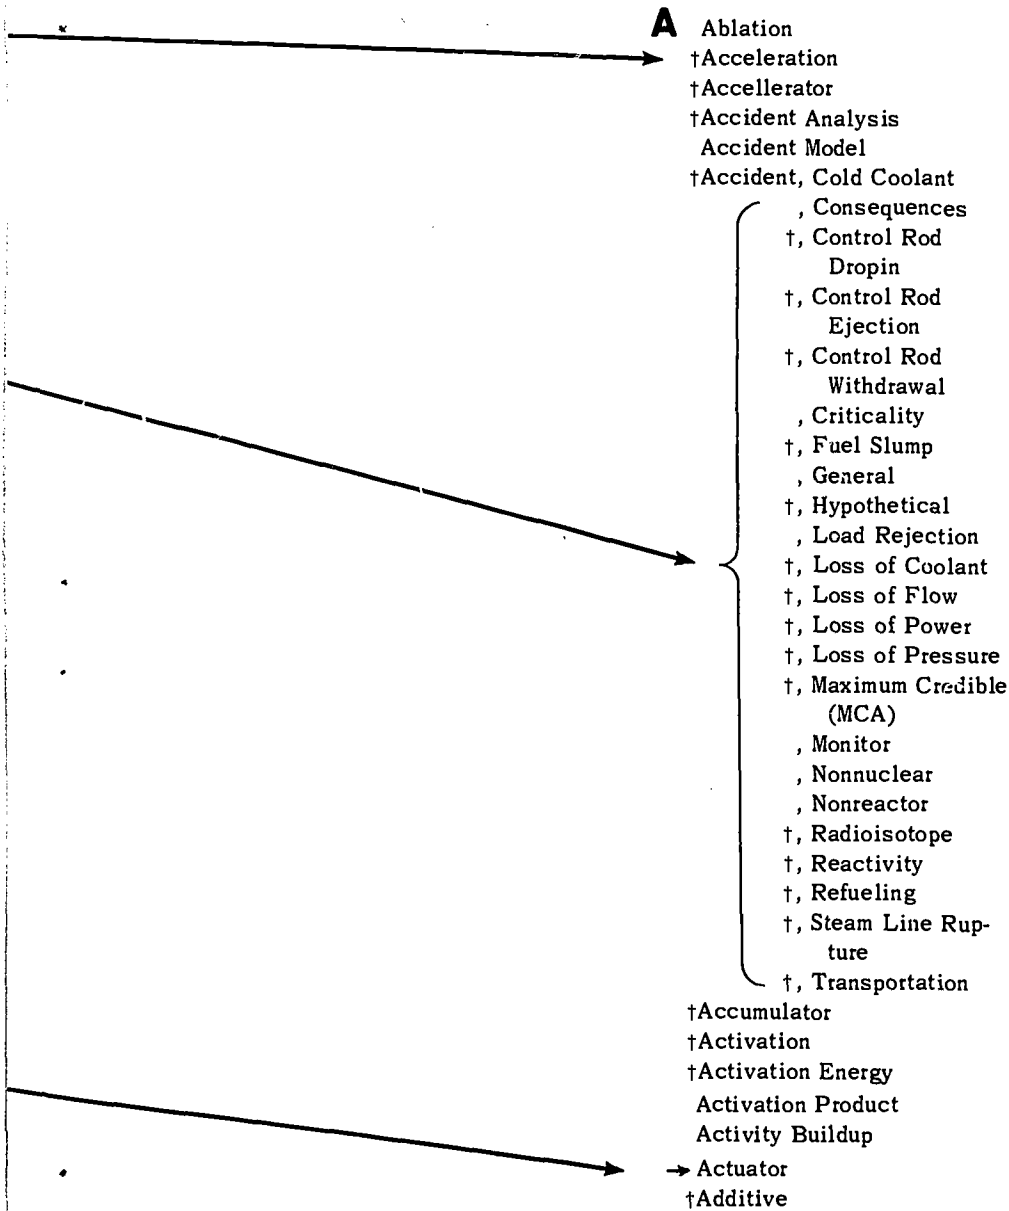 A Ablation
†Acceleration
†Accellerator
†Accident Analysis
Accident Model
†Accident, Cold Coolant
, Consequences
†, Control Rod
Dropin
†, Control Rod
Ejection
†, Control Rod
Withdrawal
, Criticality
†, Fuel Slump
, General
†, Hypothetical
, Load Rejection
†, Loss of Coolant
†, Loss of Flow
†, Loss of Power
†, Loss of Pressure
†, Maximum Credible
(MCA)
, Monitor
, Nonnuclear
, Nonreactor
†, Radioisotope
†, Reactivity
†, Refueling
†, Steam Line Rup-
ture
†, Transportation
†Accumulator
†Activation
†Activation Energy
Activation Product
Activity Buildup
→ Actuator
†Additive